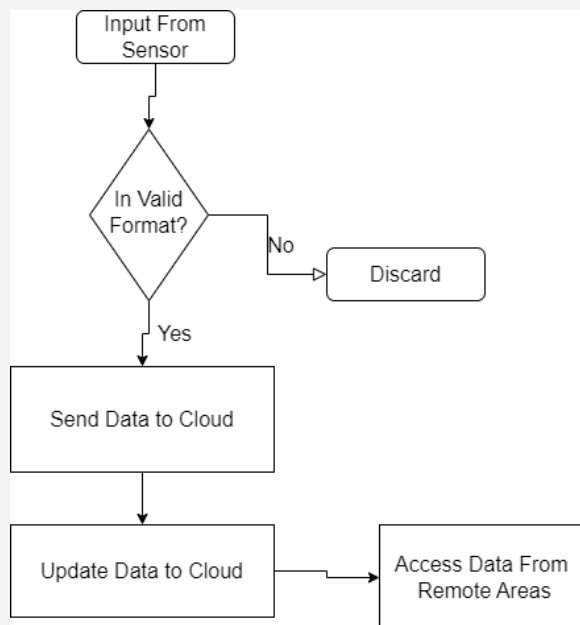 Input From
Sensor
In Valid
Format?
No
Discard
Yes
Send Data to Cloud
Update Data to Cloud
Access Data From
Remote Areas